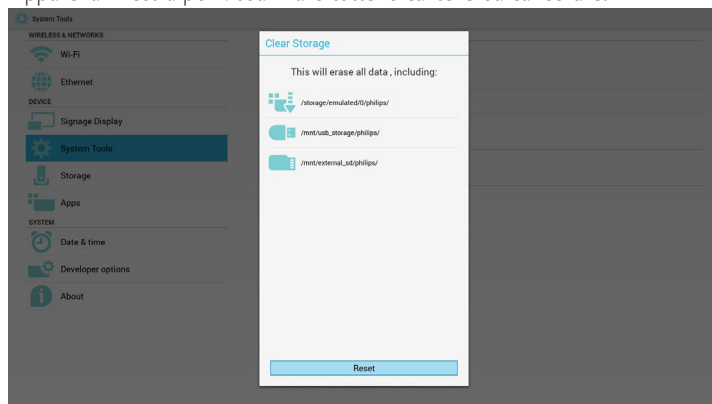 System Tools
WIRELESS & NETWORKS
Wi-Fi
Ethernet
DEVICE
Signage Display
System Tools
Storage
Apps
SYSTEM
Date & time
Developer options
About
Clear Storage
This will erase all data , including:
/storage/emulated/0/philips/
/mnt/usb_storage/philips/
/mnt/external_sd/philips/
Reset